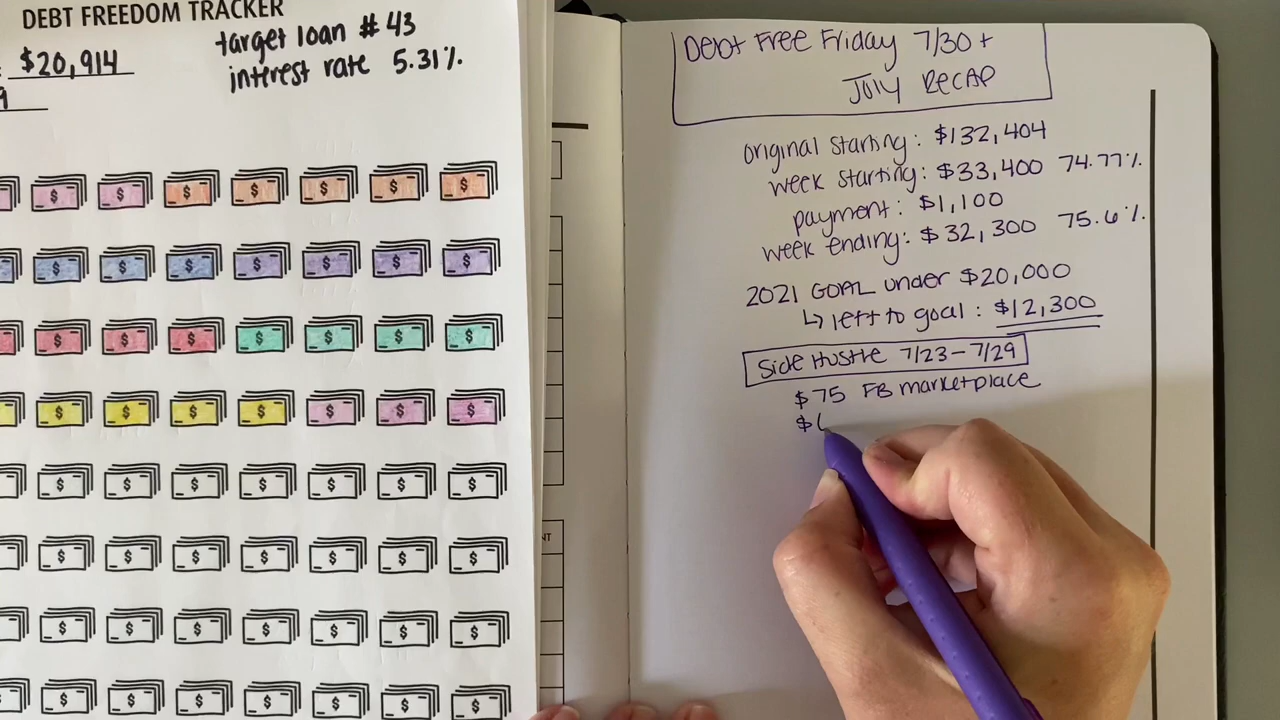 DEBT FREEDOM TRACKER
$20,914
9
target loan # 43
interest rate 5.31%.
Debt Free Friday 7/30 +
July RECAP
original starting: $132,404
week starting: $33,400 74.77%.
payment: $1,100
week ending: $32,300 75.6%.
2021 GOAL under $20,000
↳ left to goal: $12,300
Side Hustle 7/23 - 7/29
$75 FB marketplace
$
NT